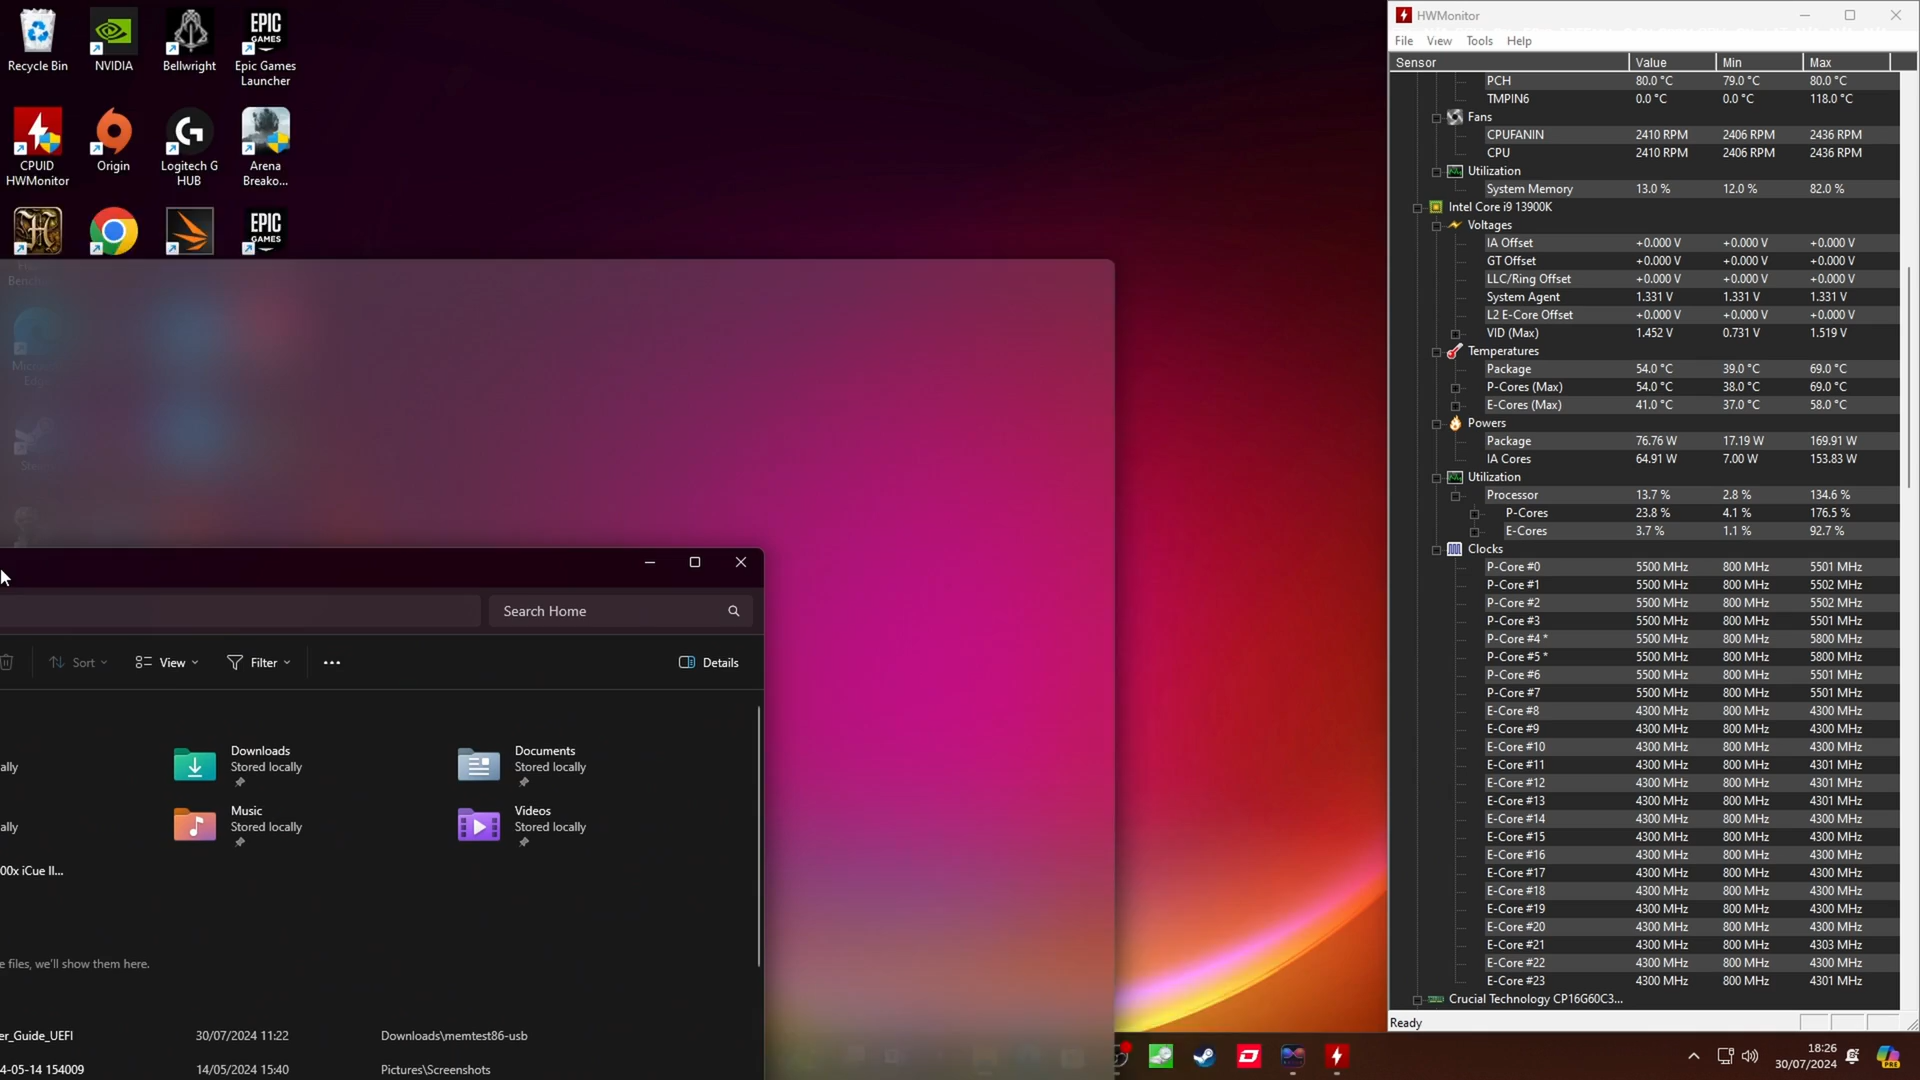 Recycle Bin
NVIDIA
Bellwright
EPIC GAMES
Epic Games Launcher
CPUID HWMonitor
Origin
Logitech G HUB
Arena Breako...
EPIC GAMES
Search Home
Sort
View
Filter
Details
ally
Downloads
Stored locally
Documents
Stored locally
ally
Music
Stored locally
Videos
Stored locally
00x iCue II...
e files, we'll show them here.
er_Guide_UEFI 30/07/2024 11:22 Downloads\memtest86-usb
4-05-14 154009 14/05/2024 15:40 Pictures\Screenshots
HWMonitor
File View Tools Help
Sensor Value Min Max
PCH 80.0 °C 79.0 °C 80.0 °C
TMPIN6 0.0 °C 0.0 °C 118.0 °C
Fans
CPUFANIN 2410 RPM 2406 RPM 2436 RPM
CPU 2410 RPM 2406 RPM 2436 RPM
Utilization
System Memory 13.0 % 12.0 % 82.0 %
Intel Core i9 13900K
Voltages
IA Offset +0.000 V +0.000 V +0.000 V
GT Offset +0.000 V +0.000 V +0.000 V
LLC/Ring Offset +0.000 V +0.000 V +0.000 V
System Agent 1.331 V 1.331 V 1.331 V
L2 E-Core Offset +0.000 V +0.000 V +0.000 V
VID (Max) 1.452 V 0.731 V 1.519 V
Temperatures
Package 54.0 °C 39.0 °C 69.0 °C
P-Cores (Max) 54.0 °C 38.0 °C 69.0 °C
E-Cores (Max) 41.0 °C 37.0 °C 58.0 °C
Powers
Package 76.76 W 17.19 W 169.91 W
IA Cores 64.91 W 7.00 W 153.83 W
Utilization
Processor 13.7 % 2.8 % 134.6 %
P-Cores 23.8 % 4.1 % 176.5 %
E-Cores 3.7 % 1.1 % 92.7 %
Clocks
P-Core #0 5500 MHz 800 MHz 5501 MHz
P-Core #1 5500 MHz 800 MHz 5502 MHz
P-Core #2 5500 MHz 800 MHz 5502 MHz
P-Core #3 5500 MHz 800 MHz 5501 MHz
P-Core #4 * 5500 MHz 800 MHz 5800 MHz
P-Core #5 * 5500 MHz 800 MHz 5800 MHz
P-Core #6 5500 MHz 800 MHz 5501 MHz
P-Core #7 5500 MHz 800 MHz 5501 MHz
E-Core #8 4300 MHz 800 MHz 4300 MHz
E-Core #9 4300 MHz 800 MHz 4300 MHz
E-Core #10 4300 MHz 800 MHz 4300 MHz
E-Core #11 4300 MHz 800 MHz 4301 MHz
E-Core #12 4300 MHz 800 MHz 4301 MHz
E-Core #13 4300 MHz 800 MHz 4301 MHz
E-Core #14 4300 MHz 800 MHz 4300 MHz
E-Core #15 4300 MHz 800 MHz 4300 MHz
E-Core #16 4300 MHz 800 MHz 4300 MHz
E-Core #17 4300 MHz 800 MHz 4300 MHz
E-Core #18 4300 MHz 800 MHz 4300 MHz
E-Core #19 4300 MHz 800 MHz 4300 MHz
E-Core #20 4300 MHz 800 MHz 4300 MHz
E-Core #21 4300 MHz 800 MHz 4303 MHz
E-Core #22 4300 MHz 800 MHz 4300 MHz
E-Core #23 4300 MHz 800 MHz 4301 MHz
Crucial Technology CP16G60C3...
Ready
18:26
30/07/2024
PRE